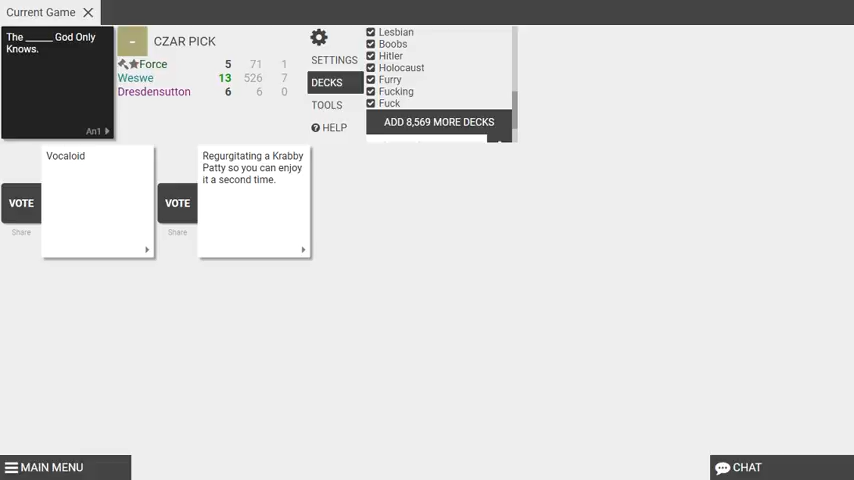 Current Game
The ______ God Only
Knows.
An1
-
CZAR PICK
Force 5 71 1
Weswe 13 526 7
Dresdensutton 6 6 0
SETTINGS
DECKS
TOOLS
HELP
Lesbian
Boobs
Hitler
Holocaust
Furry
Fucking
Fuck
ADD 8,569 MORE DECKS
VOTE
Share
Vocaloid
VOTE
Share
Regurgitating a Krabby
Patty so you can enjoy
it a second time.
MAIN MENU
CHAT